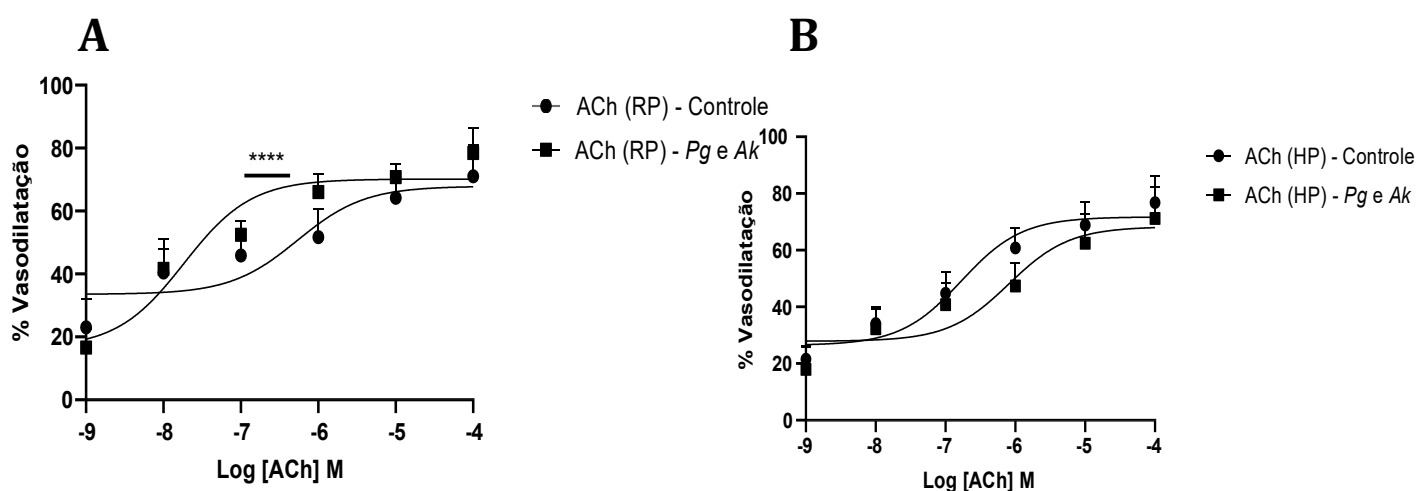 A
% Vasodilatação
100
80
60
40
20
0
-9 -8 -7 -6 -5 -4
Log [ACh] M
****
ACh (RP) - Controle
ACh (RP) - Pg e Ak
B
% Vasodilatação
100
80
60
40
20
0
-9 -8 -7 -6 -5 -4
Log [ACh] M
ACh (HP) - Controle
ACh (HP) - Pg e Ak